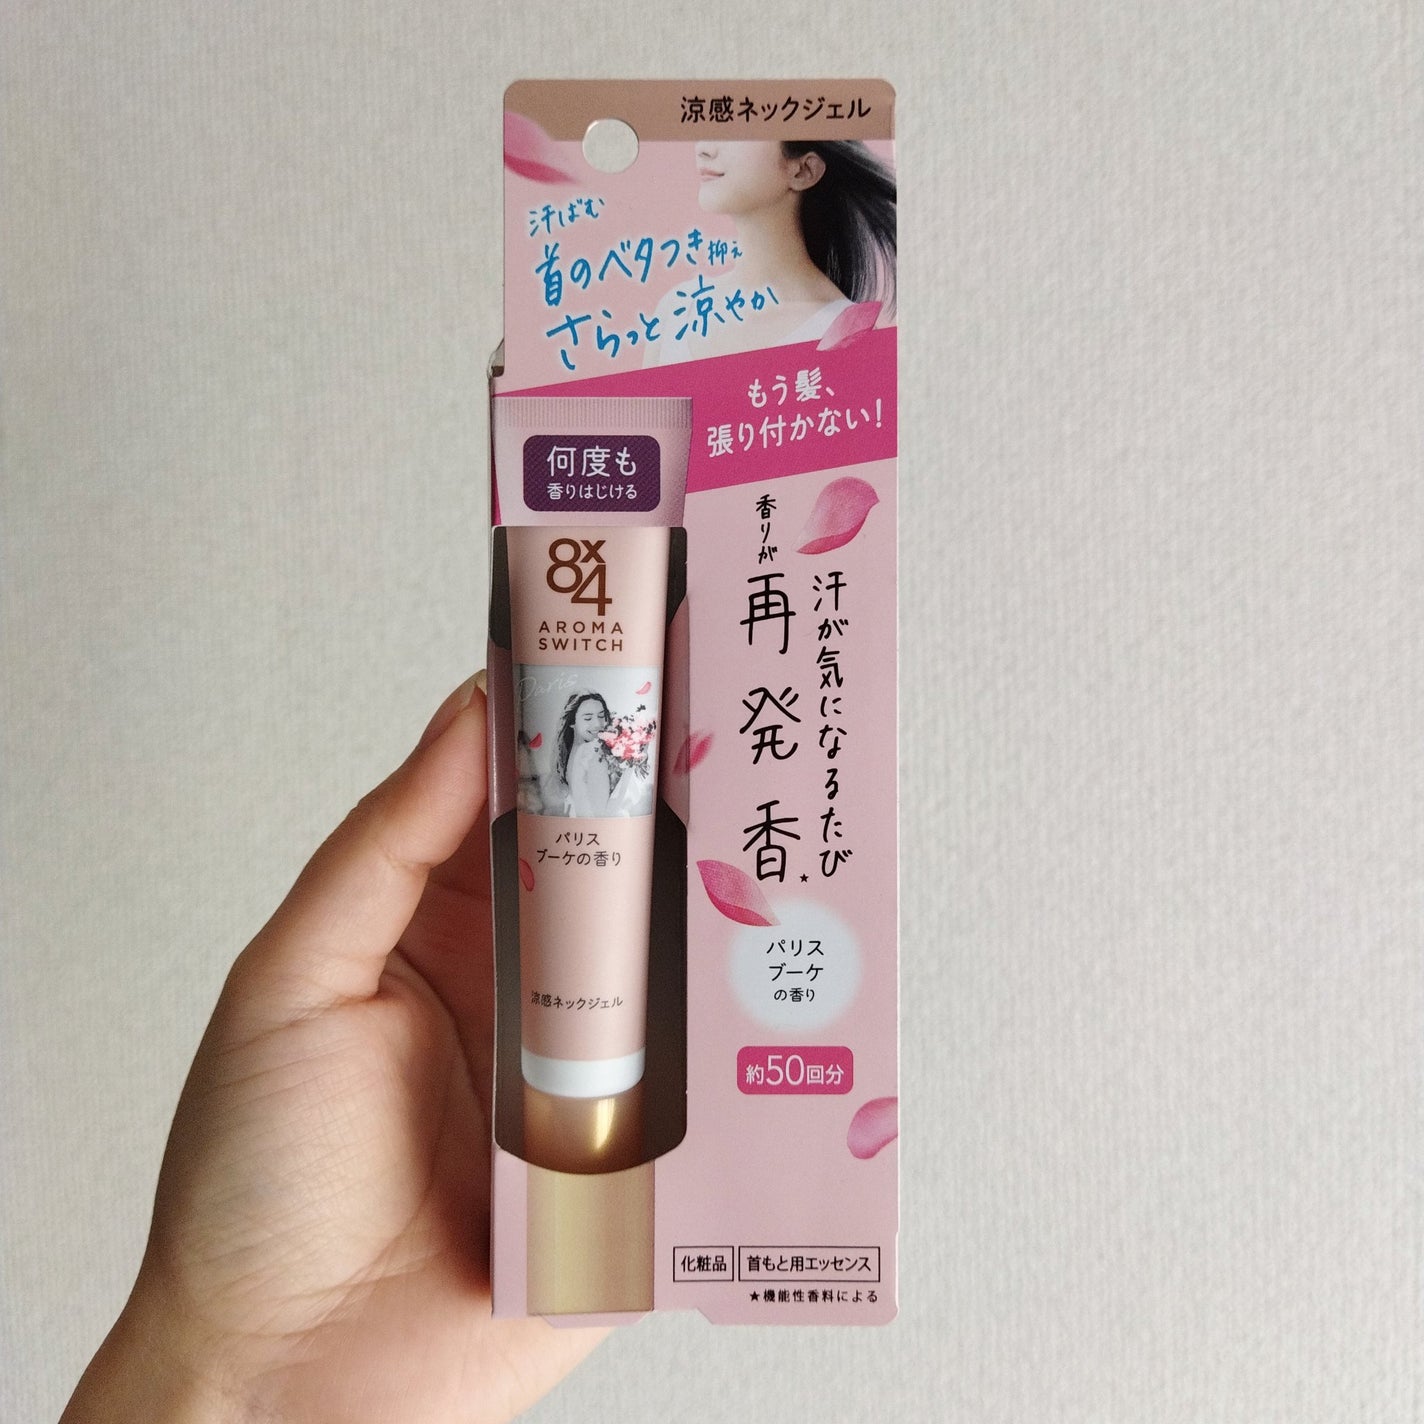 涼感ネックジェル
汗ばむ
首のベタつき抑え
さらっと涼やか
もう髪、
張り付かない!
何度も
香りはじける
8x4
AROMA
SWITCH
Paris
パリス
ブーケの香り
涼感ネックジェル
汗が気になるたび
香りが再発香★
パリス
ブーケ
の香り
約50回分
化粧品
首もと用エッセンス
★機能性香料による